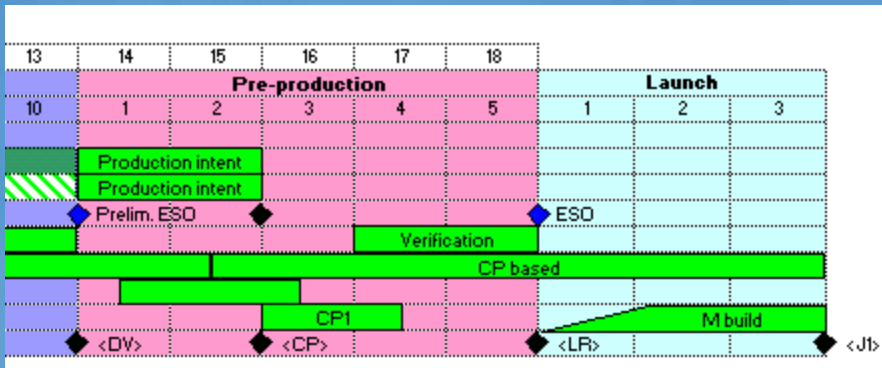 13 14 15 16 17 18
Pre-production Launch
10 1 2 3 4 5 1 2 3
Production intent
Production intent
Prelim. ESO ESO
Verification
CP based
CP1 M build
<DV> <CP> <LR> <J1>